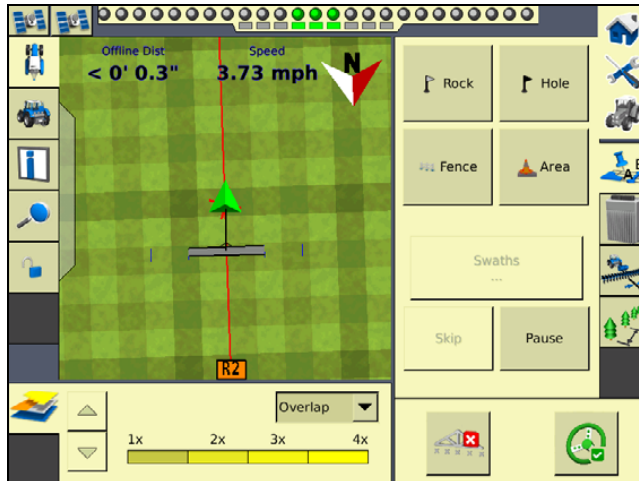 Offline Dist
Speed
< 0' 0.3"
3.73 mph
N
Rock
Hole
Fence
Area
A
Swaths
...
Skip
Pause
R2
Overlap
1x
2x
3x
4x